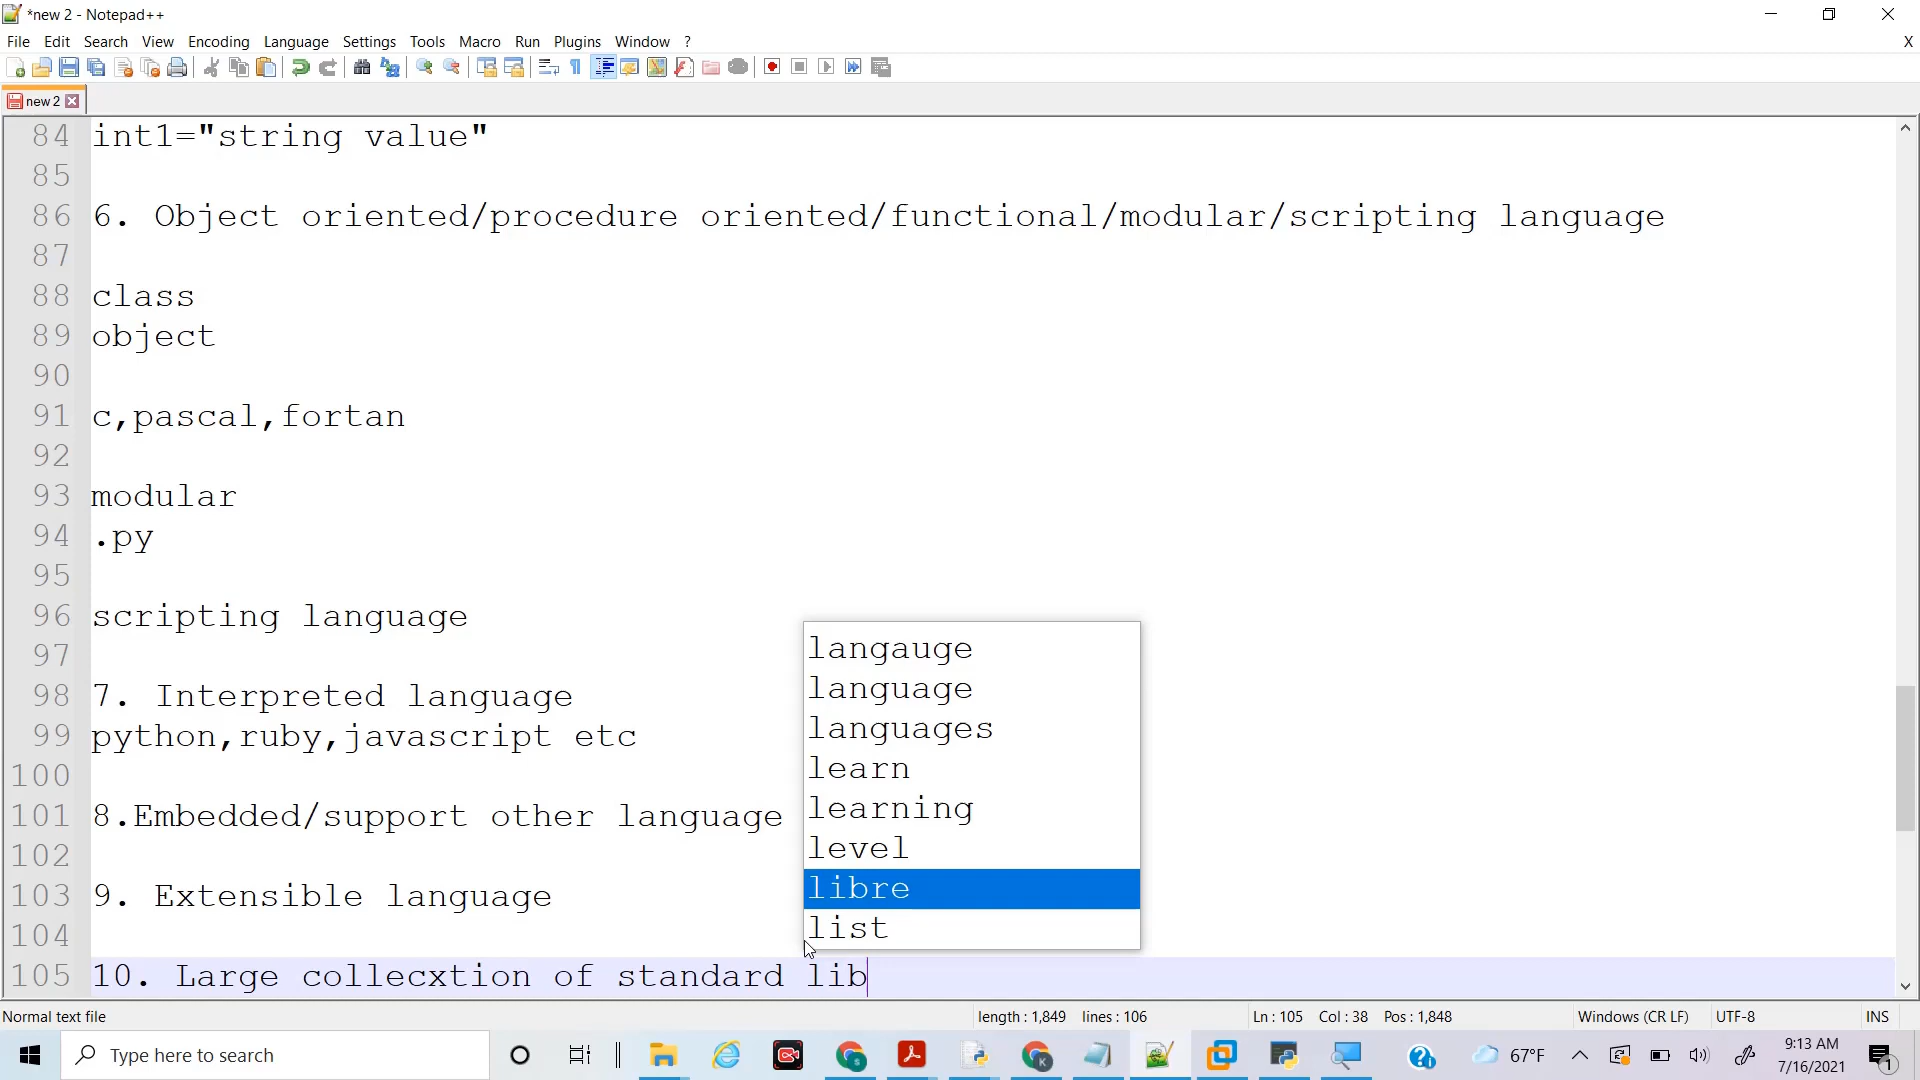 *new 2 - Notepad++
File Edit Search View Encoding Language Settings Tools Macro Run Plugins Window ? X
new 2
84 int1="string value"
85
86 6. Object oriented/procedure oriented/functional/modular/scripting language
87
88 class
89 object
90
91 c,pascal,fortan
92
93 modular
94 .py
95
96 scripting language
97
98 7. Interpreted language
99 python,ruby,javascript etc
100
101 8.Embedded/support other language
102
103 9. Extensible language
104
105 10. Large collecxtion of standard lib
langauge
language
languages
learn
learning
level
libre
list
Normal text file length : 1,849 lines : 106 Ln : 105 Col : 38 Pos : 1,848 Windows (CR LF) UTF-8 INS
Type here to search 67°F 9:13 AM
7/16/2021 1